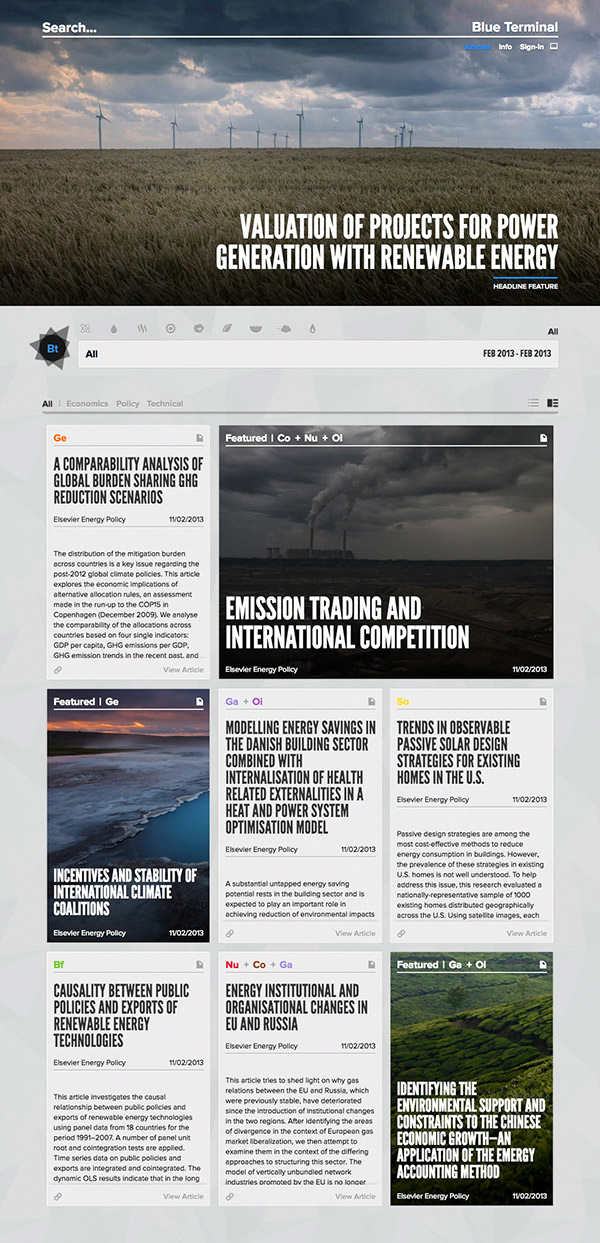 Search...
Blue Terminal
Articles Info Sign-In
VALUATION OF PROJECTS FOR POWER
GENERATION WITH RENEWABLE ENERGY
HEADLINE FEATURE
All
Bt
All
FEB 2013 - FEB 2013
All | Economics Policy Technical
Ge
A COMPARABILITY ANALYSIS OF
GLOBAL BURDEN SHARING GHG
REDUCTION SCENARIOS
Elsevier Energy Policy 11/02/2013
The distribution of the mitigation burden
across countries is a key issue regarding the
post-2012 global climate policies. This article
explores the economic implications of
alternative allocation rules, an assessment
made in the run-up to the COP15 in
Copenhagen (December 2009). We analyse
the comparability of the allocations across
countries based on four single indicators:
GDP per capita, GHG emissions per GDP,
GHG emission trends in the recent past, and
View Article
Featured | Co + Nu + Oi
EMISSION TRADING AND
INTERNATIONAL COMPETITION
Elsevier Energy Policy 11/02/2013
Featured | Ge
INCENTIVES AND STABILITY OF
INTERNATIONAL CLIMATE
COALITIONS
Elsevier Energy Policy 11/02/2013
Ga + Oi
MODELLING ENERGY SAVINGS IN
THE DANISH BUILDING SECTOR
COMBINED WITH
INTERNALISATION OF HEALTH
RELATED EXTERNALITIES IN A
HEAT AND POWER SYSTEM
OPTIMISATION MODEL
Elsevier Energy Policy 11/02/2013
A substantial untapped energy saving
potential rests in the building sector and is
expected to play an important role in
achieving reduction of environmental impacts
View Article
So
TRENDS IN OBSERVABLE
PASSIVE SOLAR DESIGN
STRATEGIES FOR EXISTING
HOMES IN THE U.S.
Elsevier Energy Policy 11/02/2013
Passive design strategies are among the
most cost-effective methods to reduce
energy consumption in buildings. However,
the prevalence of these strategies in existing
U.S. homes is not well understood. To help
address this issue, this research evaluated a
nationally-representative sample of 1000
existing homes distributed geographically
across the U.S. Using satellite images, each
View Article
Bf
CAUSALITY BETWEEN PUBLIC
POLICIES AND EXPORTS OF
RENEWABLE ENERGY
TECHNOLOGIES
Elsevier Energy Policy 11/02/2013
This article investigates the causal
relationship between public policies and
exports of renewable energy technologies
using panel data from 18 countries for the
period 1991–2007. A number of panel unit
root and cointegration tests are applied.
Time series data on public policies and
exports are integrated and cointegrated. The
dynamic OLS results indicate that in the long
View Article
Nu + Co + Ga
ENERGY INSTITUTIONAL AND
ORGANISATIONAL CHANGES IN
EU AND RUSSIA
Elsevier Energy Policy 11/02/2013
This article tries to shed light on why gas
relations between the EU and Russia, which
were previously stable, have deteriorated
since the introduction of institutional changes
in the two regions. After identifying the areas
of divergence in the context of European gas
market liberalization, we then attempt to
examine them in the context of the differing
approaches to structuring this sector. The
model of vertically unbundled network
industries promoted by the EU is no longer
View Article
Featured | Ga + Oi
IDENTIFYING THE
ENVIRONMENTAL SUPPORT AND
CONSTRAINTS TO THE CHINESE
ECONOMIC GROWTH—AN
APPLICATION OF THE EMERGY
ACCOUNTING METHOD
Elsevier Energy Policy 11/02/2013